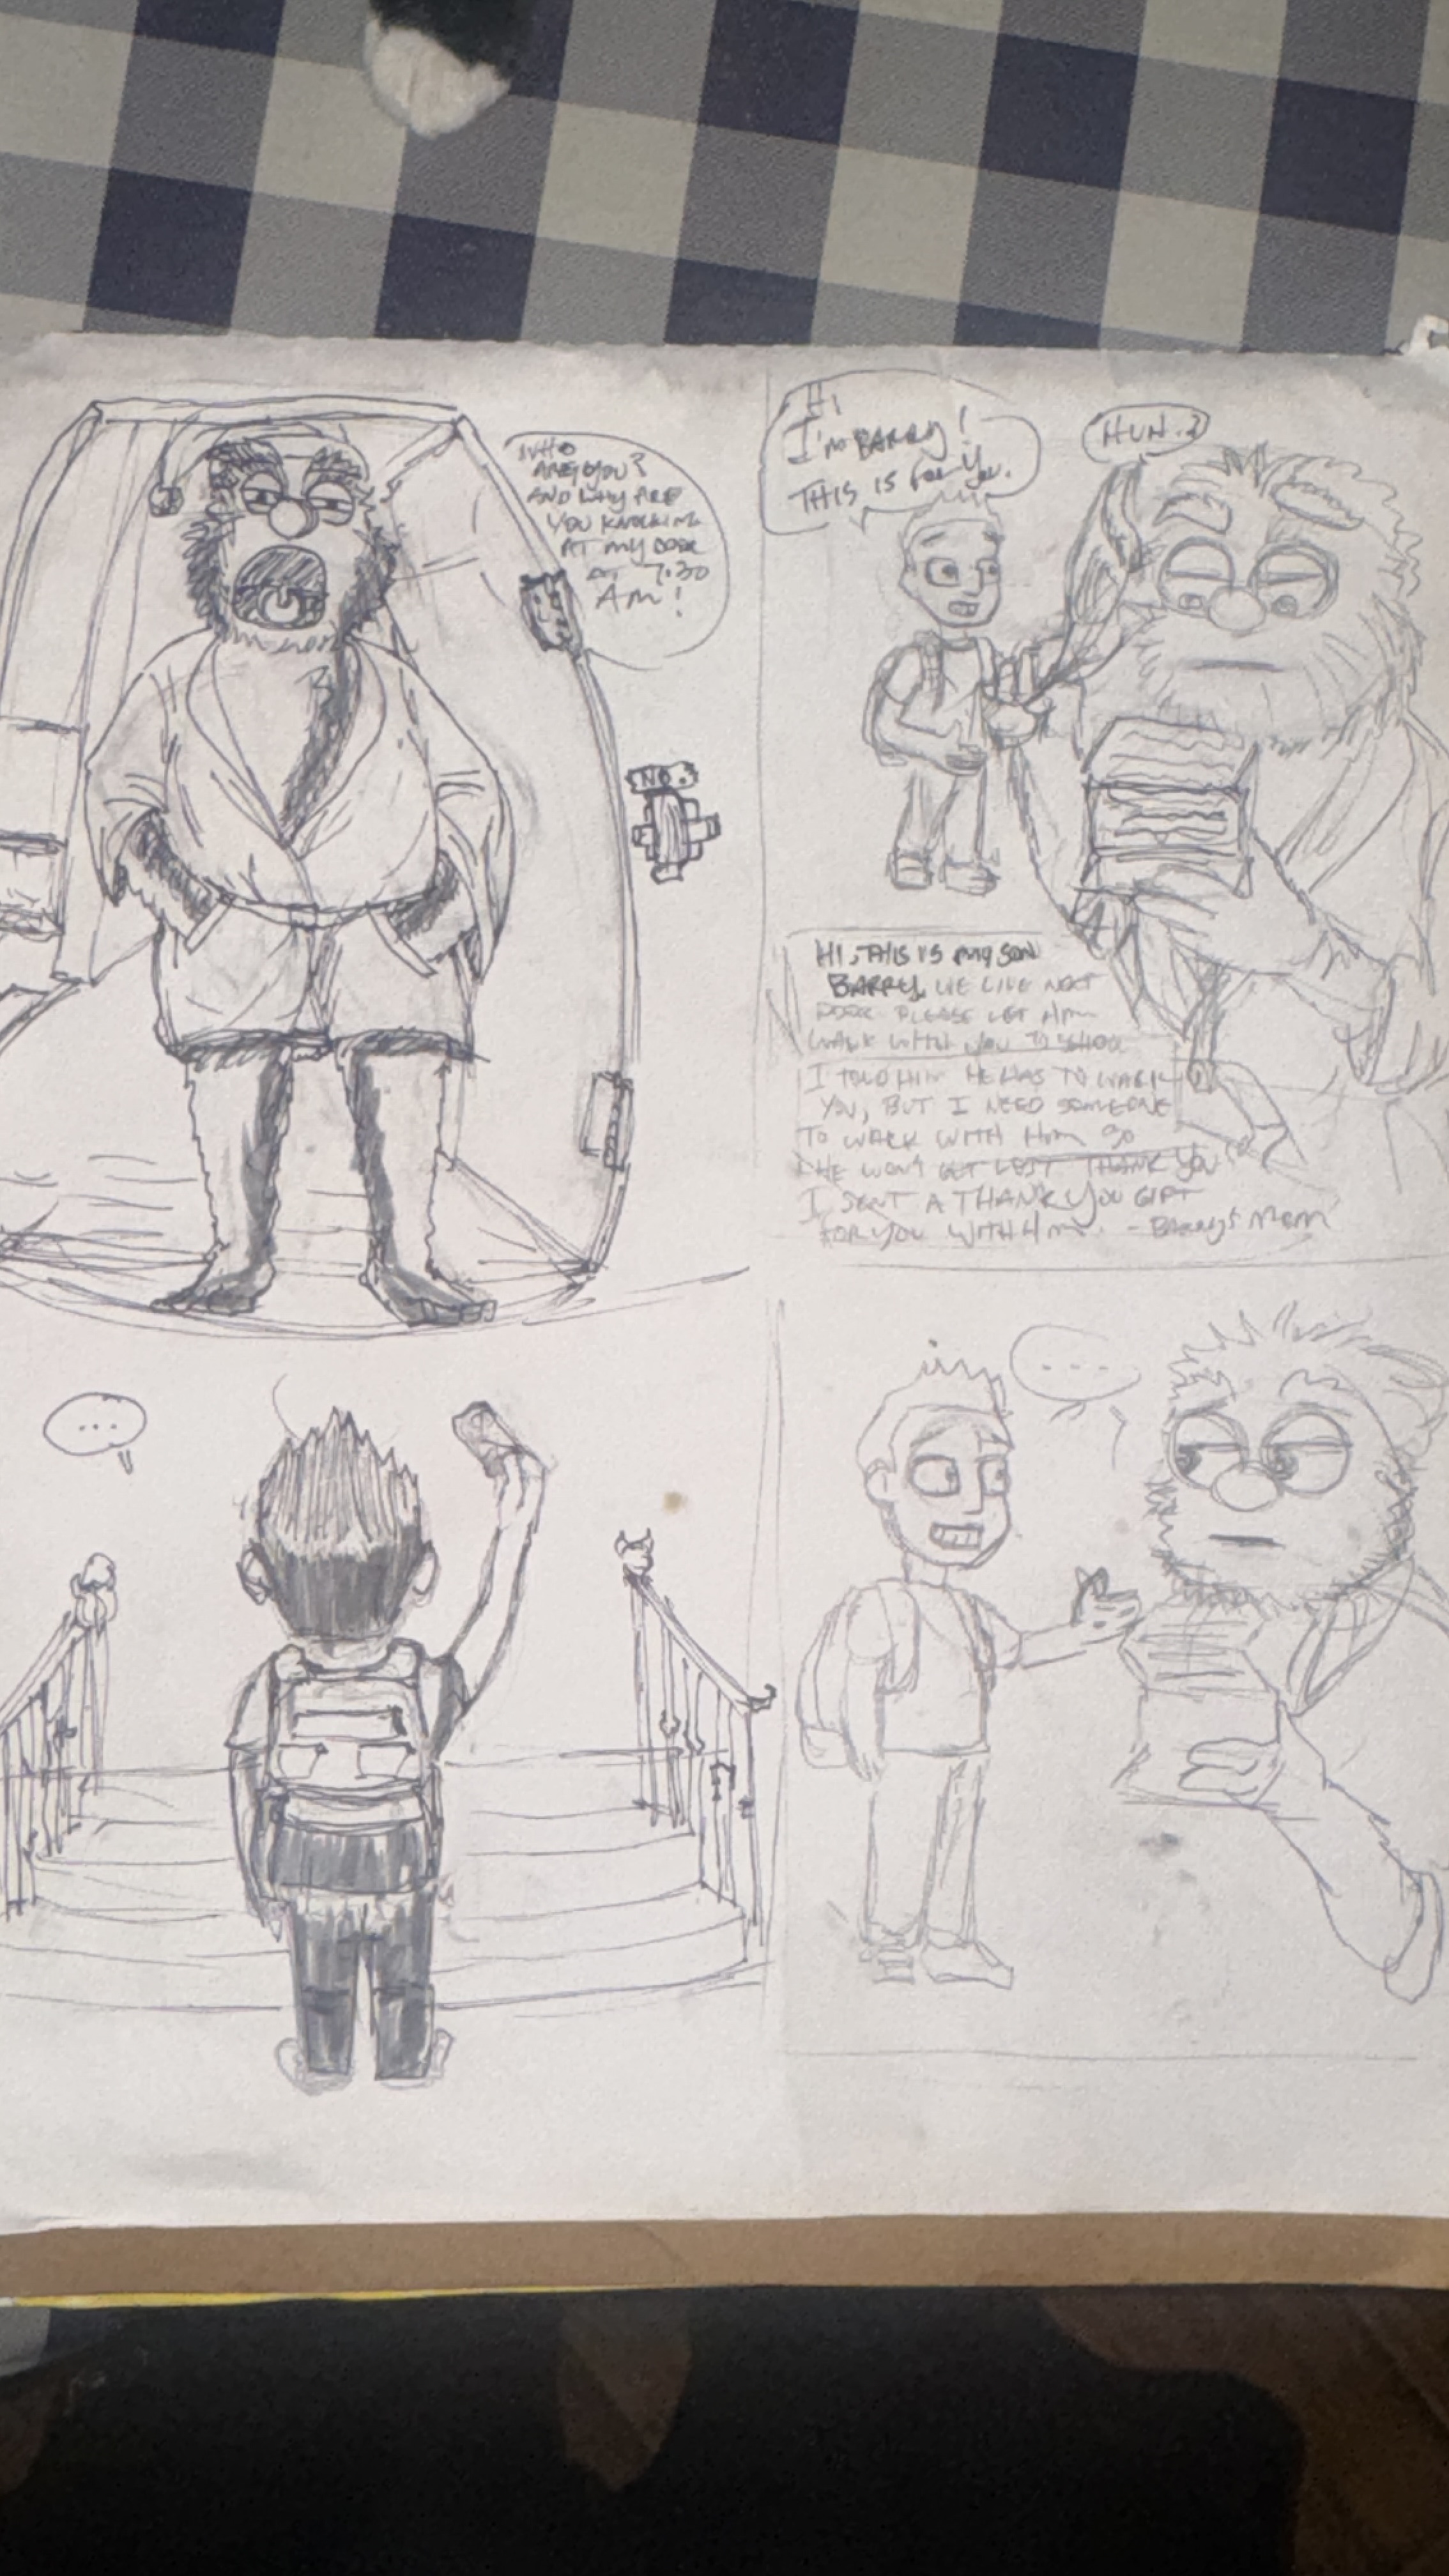 WHO
ARE YOU?
AND WHY ARE
YOU KNOCKING
AT MY DOOR
AT 7:30
AM!
NO.
HI
I'm BARRY!
THIS IS FOR You.
HUH.?
HI, THIS IS MY SON
BARRY, WE LIVE NEXT
DOOR PLEASE LET HIM
WALK WITH YOU TO SCHOOL
I TOLD HIM HE HAS TO WALK
YOU, BUT I NEED SOMEONE
TO WALK WITH HIM SO
HE WON'T GET LOST THANK YOU
I SENT A THANK YOU GIFT
FOR YOU WITH HIM. - BARRY'S MOM
...
...